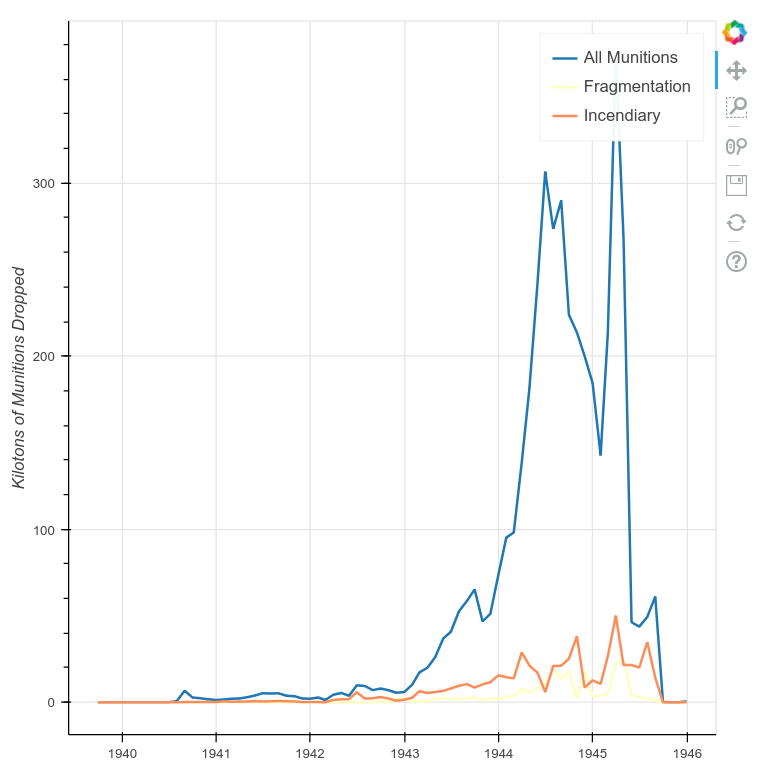 All Munitions
Fragmentation
Incendiary
300
200
100
0
Kilotons of Munitions Dropped
1940 1941 1942 1943 1944 1945 1946